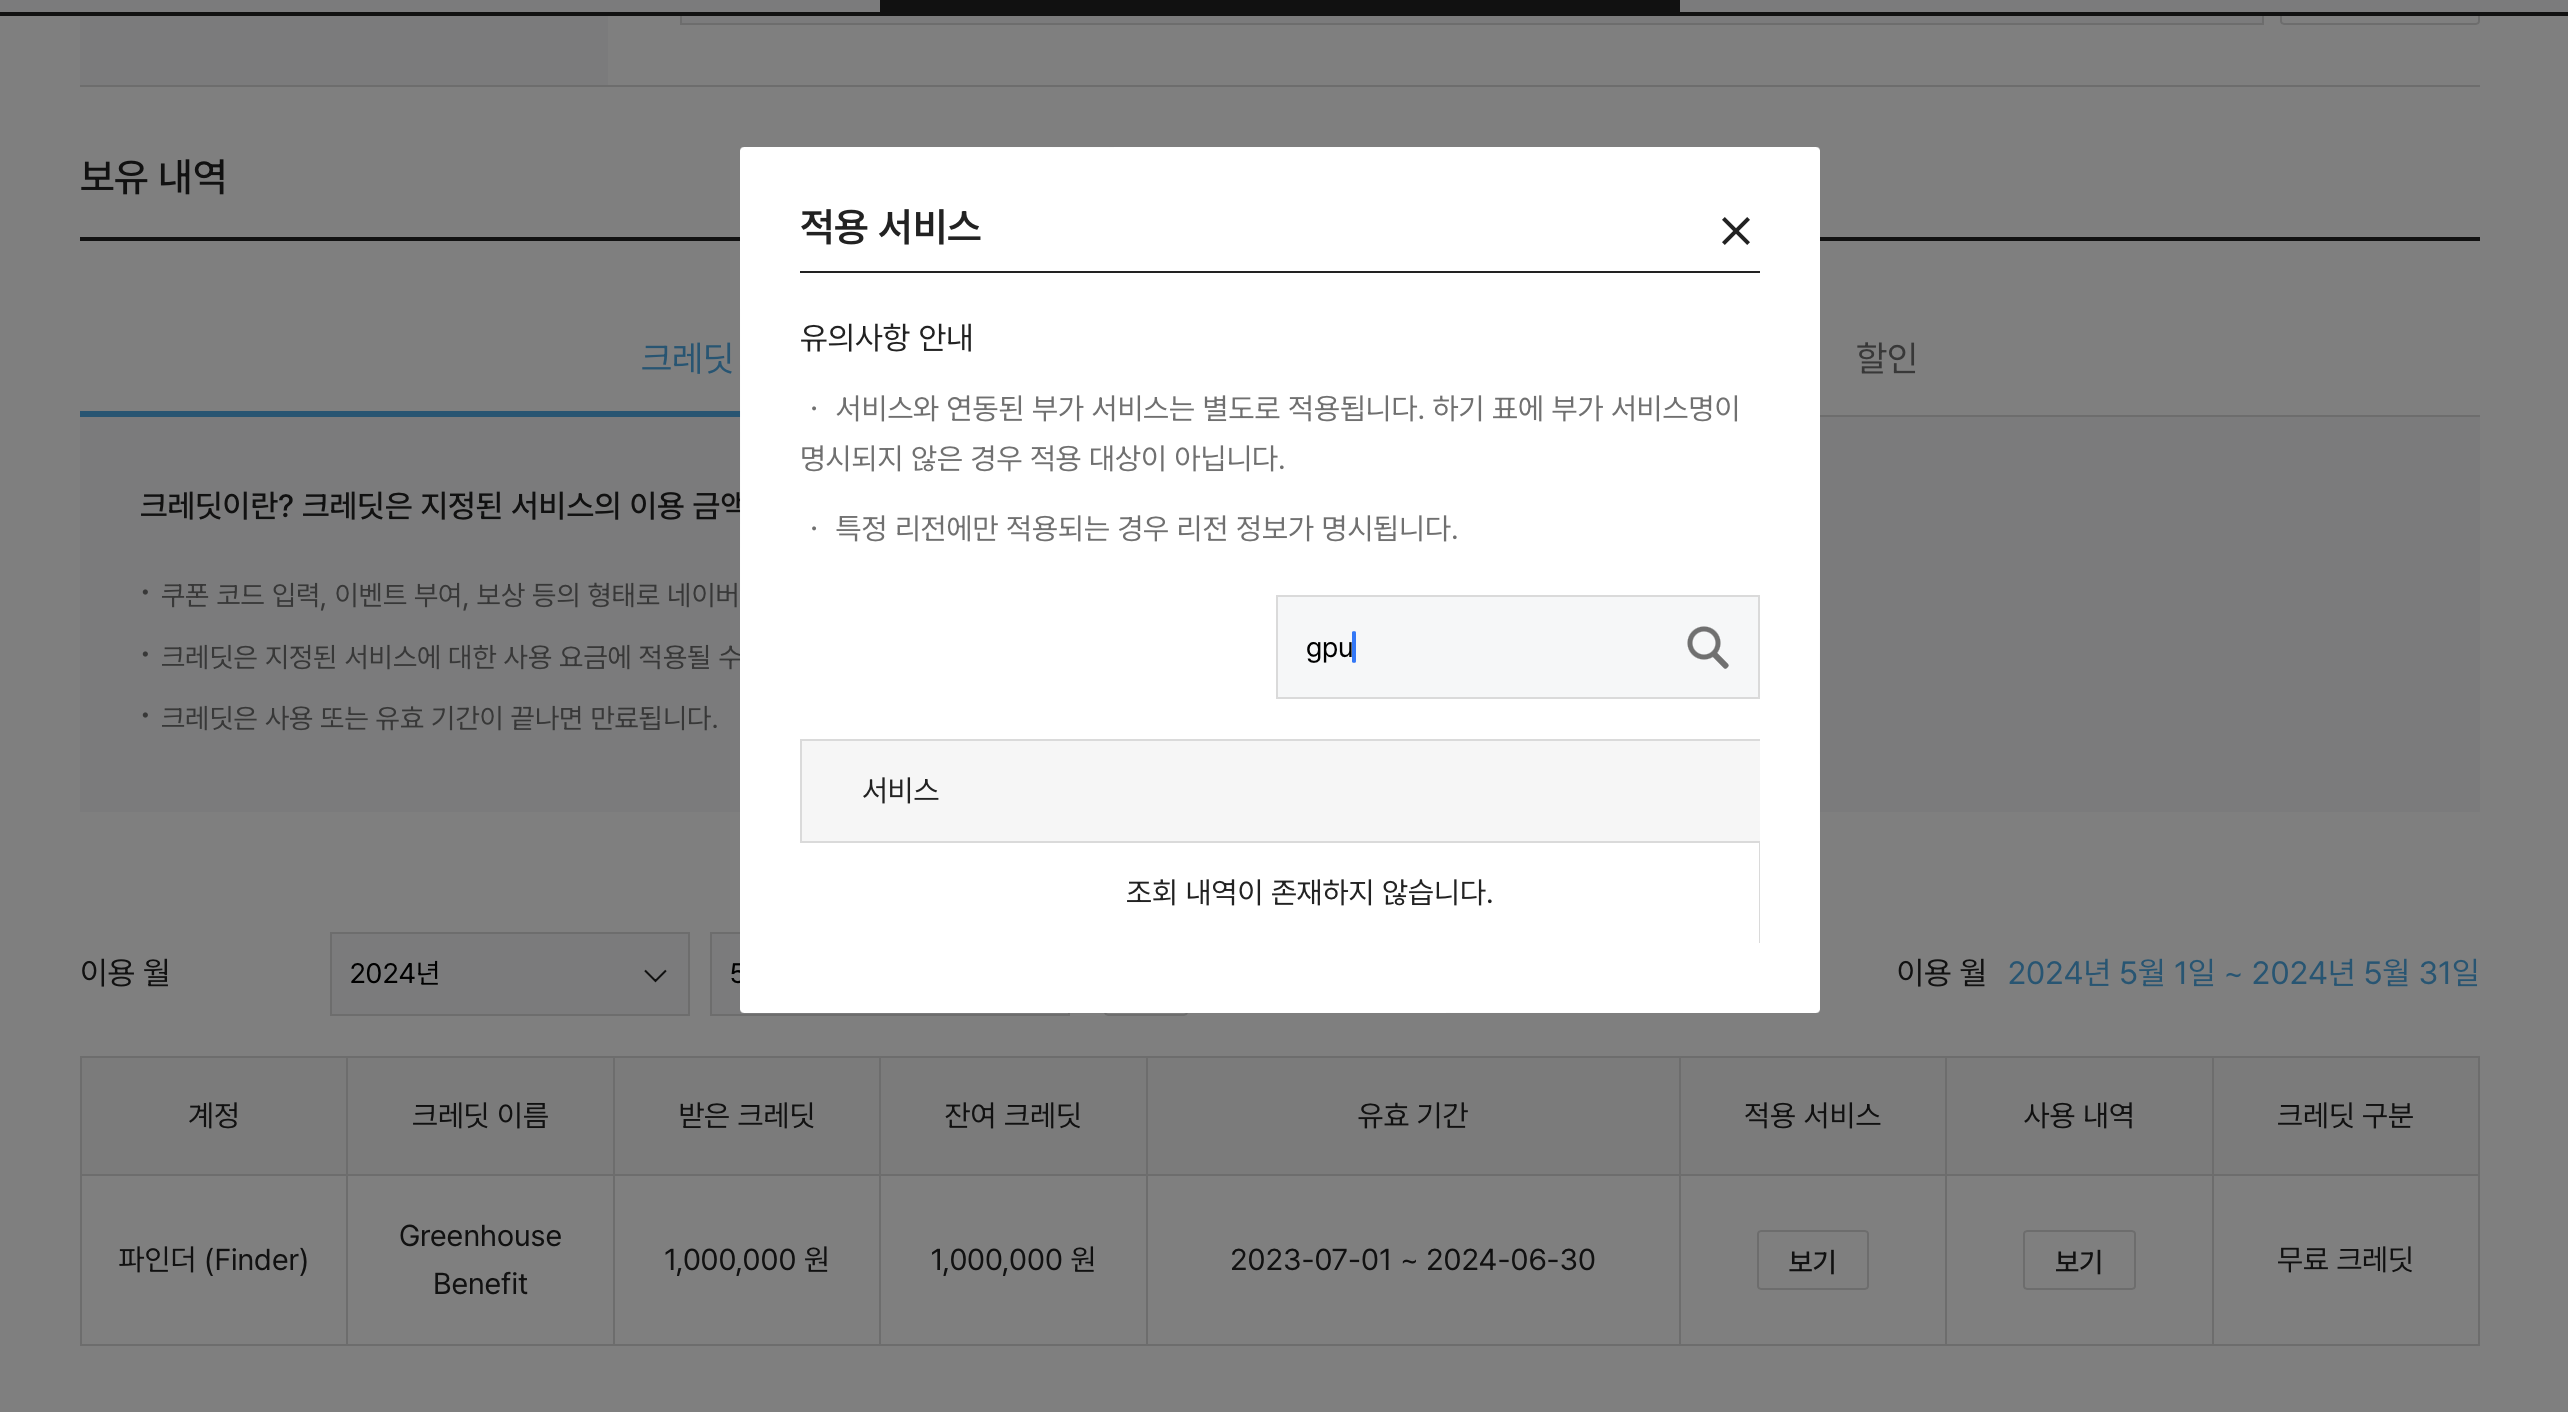 보유 내역
적용 서비스
유의사항 안내
· 서비스와 연동된 부가 서비스는 별도로 적용됩니다. 하기 표에 부가 서비스명이
명시되지 않은 경우 적용 대상이 아닙니다.
· 특정 리전에만 적용되는 경우 리전 정보가 명시됩니다.
gpu
서비스
조회 내역이 존재하지 않습니다.
크레딧
할인
크레딧이란? 크레딧은 지정된 서비스의 이용
· 쿠폰 코드 입력, 이벤트 부여, 보상 등의 형태로 네이버
· 크레딧은 지정된 서비스에 대한 사용 요금에 적용될 수
· 크레딧은 사용 또는 유효 기간이 끝나면 만료됩니다.
이용 월 2024년
이용 월 2024년 5월 1일 ~ 2024년 5월 31일
계정 크레딧 이름 받은 크레딧 잔여 크레딧 유효 기간 적용 서비스 사용 내역 크레딧 구분
파인더 (Finder) Greenhouse Benefit 1,000,000 원 1,000,000 원 2023-07-01 ~ 2024-06-30 보기 보기 무료 크레딧